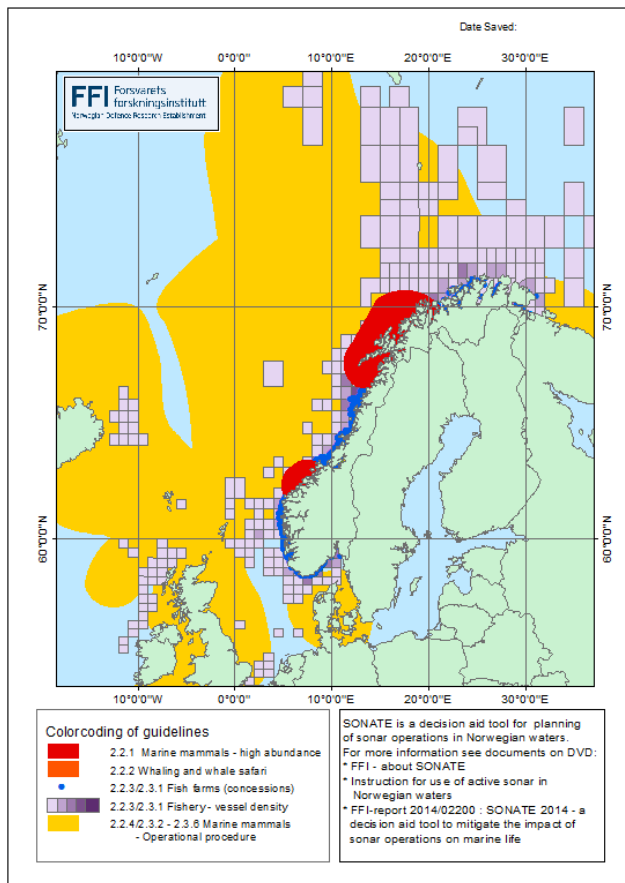 Date Saved:
10°0'0"W 0°0'0" 10°0'0"E 20°0'0"E 30°0'0"E
FFI Forsvarets
forskningsinstitutt
Norwegian Defence Research Establishment
70°0'0"N 70°0'0"N
60°0'0"N 60°0'0"N
10°0'0"W 0°0'0" 10°0'0"E 20°0'0"E 30°0'0"E
Colorcoding of guidelines
2.2.1 Marine mammals - high abundance
2.2.2 Whaling and whale safari
2.2.3/2.3.1 Fish farms (concessions)
2.2.3/2.3.1 Fishery - vessel density
2.2.4/2.3.2 - 2.3.6 Marine mammals
- Operational procedure
SONATE is a decision aid tool for planning
of sonar operations in Norwegian waters.
For more information see documents on DVD:
* FFI - about SONATE
* Instruction for use of active sonar in
Norwegian waters
* FFI-report 2014/02200 : SONATE 2014 - a
decision aid tool to mitigate the impact of
sonar operations on marine life